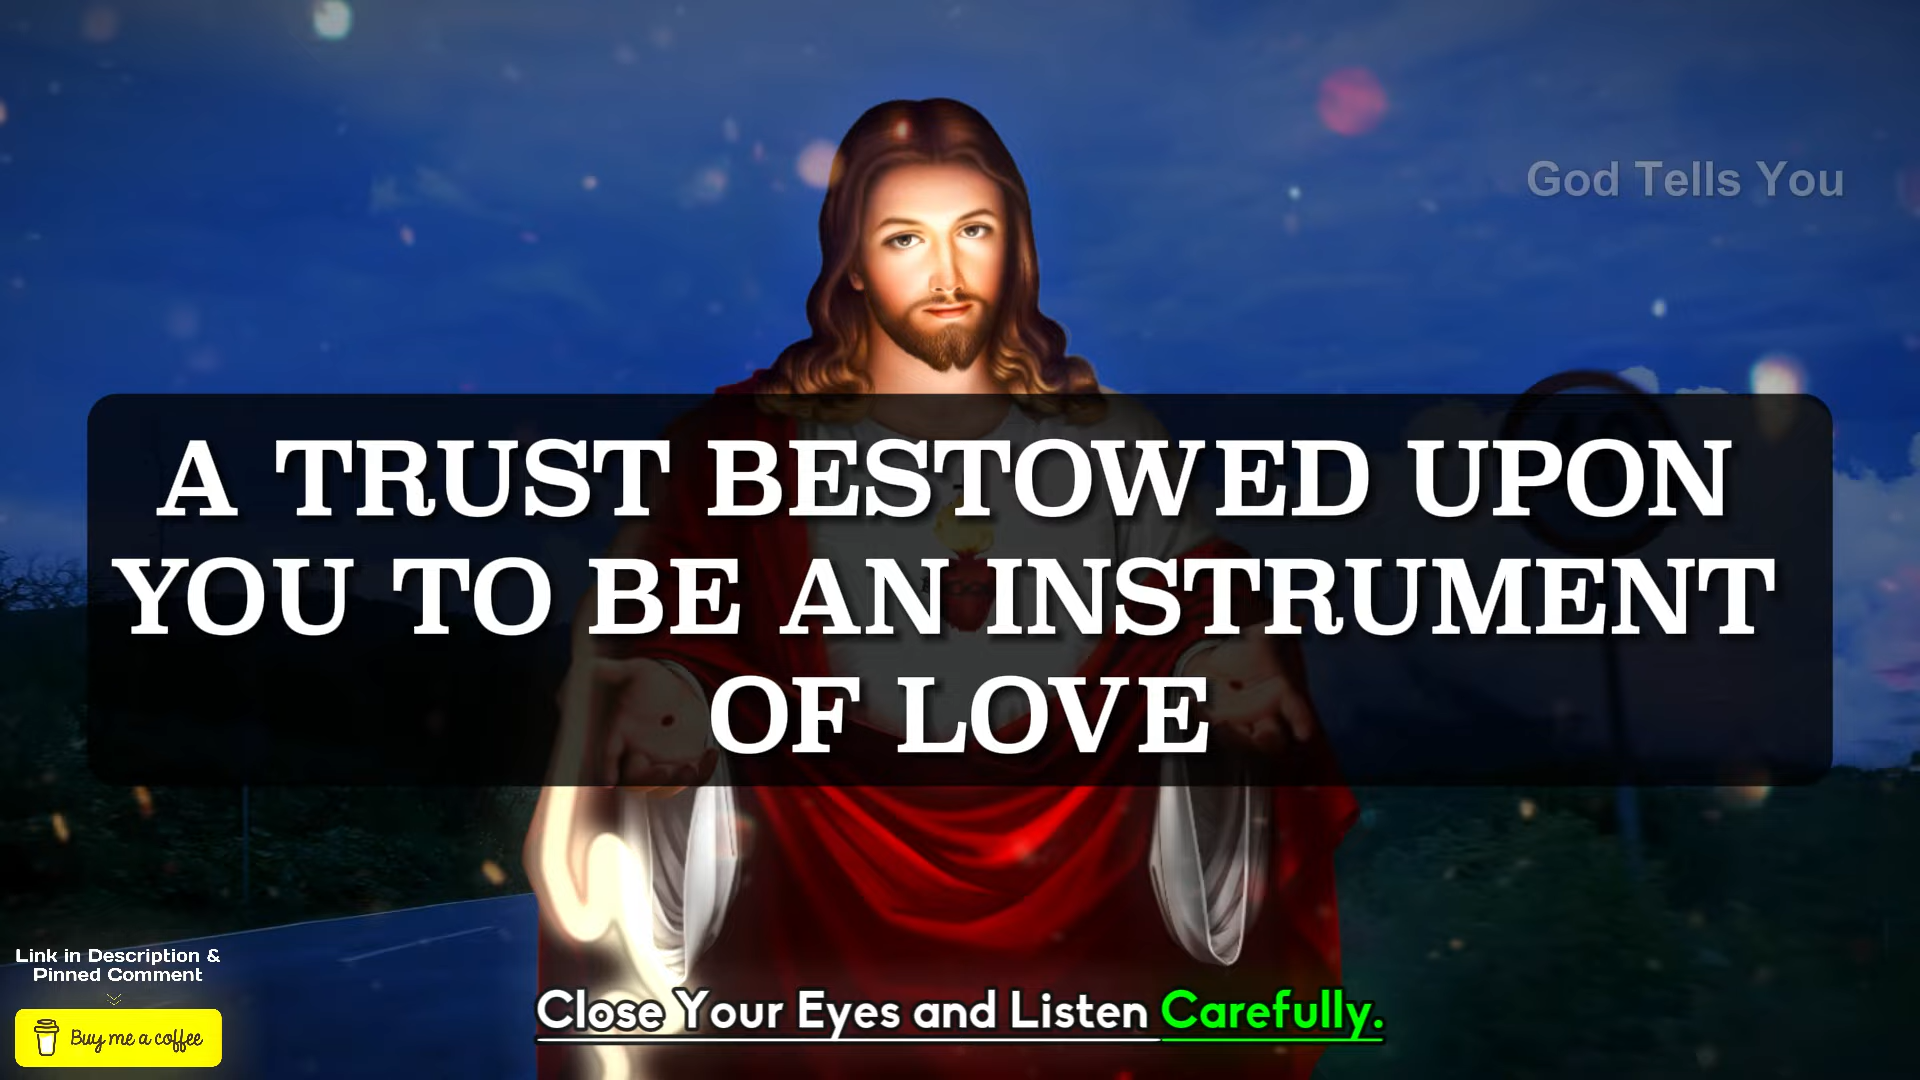 God Tells You
A TRUST BESTOWED UPON
YOU TO BE AN INSTRUMENT
OF LOVE
Link in Description &
Pinned Comment
Buy me a coffee
Close Your Eyes and Listen Carefully.